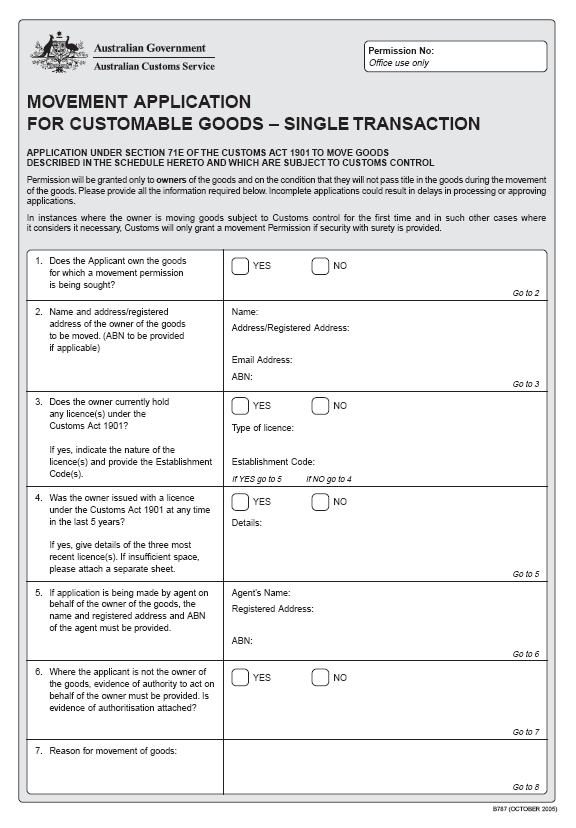 Australian Government
Australian Customs Service
Permission No:
Office use only
MOVEMENT APPLICATION
FOR CUSTOMABLE GOODS – SINGLE TRANSACTION
APPLICATION UNDER SECTION 71E OF THE CUSTOMS ACT 1901 TO MOVE GOODS
DESCRIBED IN THE SCHEDULE HERETO AND WHICH ARE SUBJECT TO CUSTOMS CONTROL
Permission will be granted only to owners of the goods and on the condition that they will not pass title in the goods during the movement
of the goods. Please provide all the information required below. Incomplete applications could result in delays in processing or approving
applications.
In instances where the owner is moving goods subject to Customs control for the first time and in such other cases where
it considers it necessary, Customs will only grant a movement Permission if security with surety is provided.
1. Does the Applicant own the goods
for which a movement permission
is being sought?
YES NO
Go to 2
2. Name and address/registered
address of the owner of the goods
to be moved. (ABN to be provided
if applicable)
Name:
Address/Registered Address:
Email Address:
ABN:
Go to 3
3. Does the owner currently hold
any licence(s) under the
Customs Act 1901?
If yes, indicate the nature of the
licence(s) and provide the Establishment
Code(s).
YES NO
Type of licence:
Establishment Code:
if YES go to 5 if NO go to 4
4. Was the owner issued with a licence
under the Customs Act 1901 at any time
in the last 5 years?
If yes, give details of the three most
recent licence(s). If insufficient space,
please attach a separate sheet.
YES NO
Details:
Go to 5
5. If application is being made by agent on
behalf of the owner of the goods, the
name and registered address and ABN
of the agent must be provided.
Agent's Name:
Registered Address:
ABN:
Go to 6
6. Where the applicant is not the owner of
the goods, evidence of authority to act on
behalf of the owner must be provided. Is
evidence of authoritisation attached?
YES NO
Go to 7
7. Reason for movement of goods:
Go to 8
B787 (OCTOBER 2005)